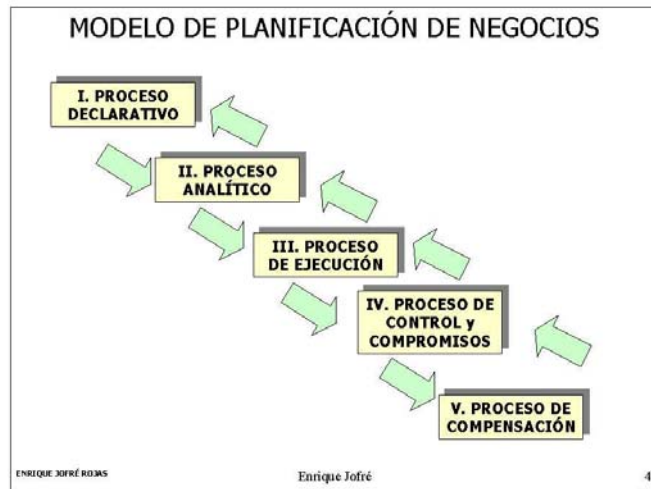 MODELO DE PLANIFICACIÓN DE NEGOCIOS
I. PROCESO
DECLARATIVO
II. PROCESO
ANALÍTICO
III. PROCESO
DE EJECUCIÓN
IV. PROCESO DE
CONTROL y
COMPROMISOS
V. PROCESO DE
COMPENSACIÓN
ENRIQUE JOFRÉ ROJAS
Enrique Jofré
4